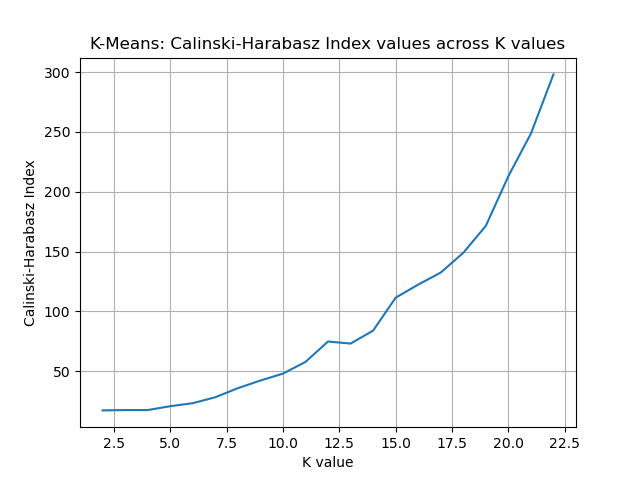 K-Means: Calinski-Harabasz Index values across K values
300
250
200
150
100
50
Calinski-Harabasz Index
2.5 5.0 7.5 10.0 12.5 15.0 17.5 20.0 22.5
K value